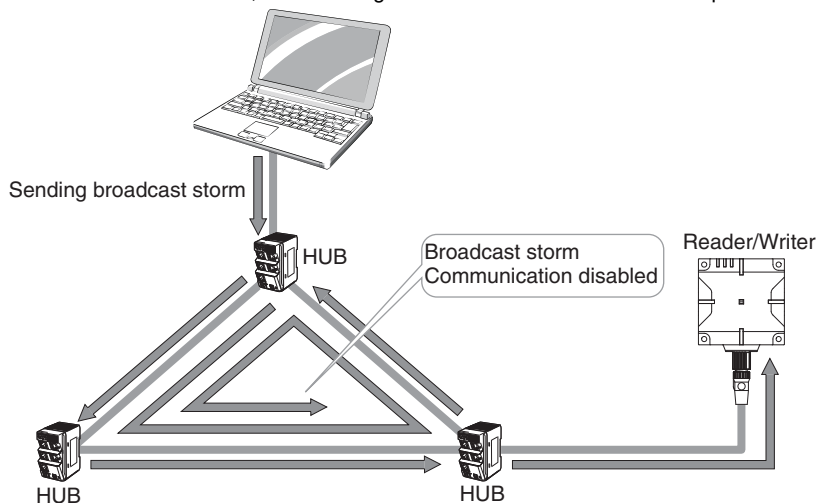 Sending broadcast storm
HUB
Broadcast storm
Communication disabled
Reader/Writer
HUB
HUB